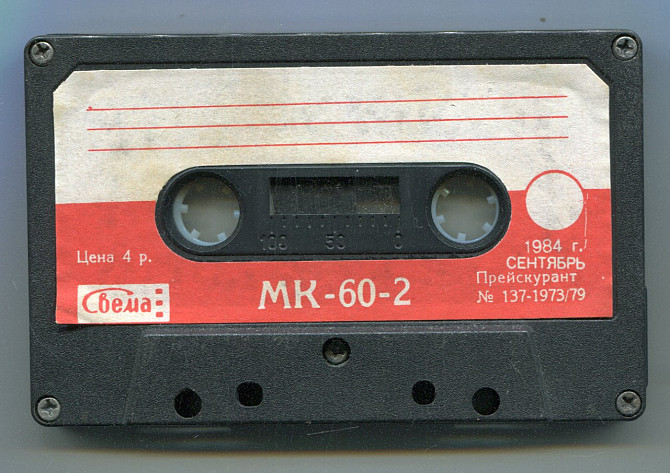 100 50 0
Цена 4 р.
Свема
МК-60-2
1984 г.
СЕНТЯБРЬ
Прейскурант
№ 137-1973/79